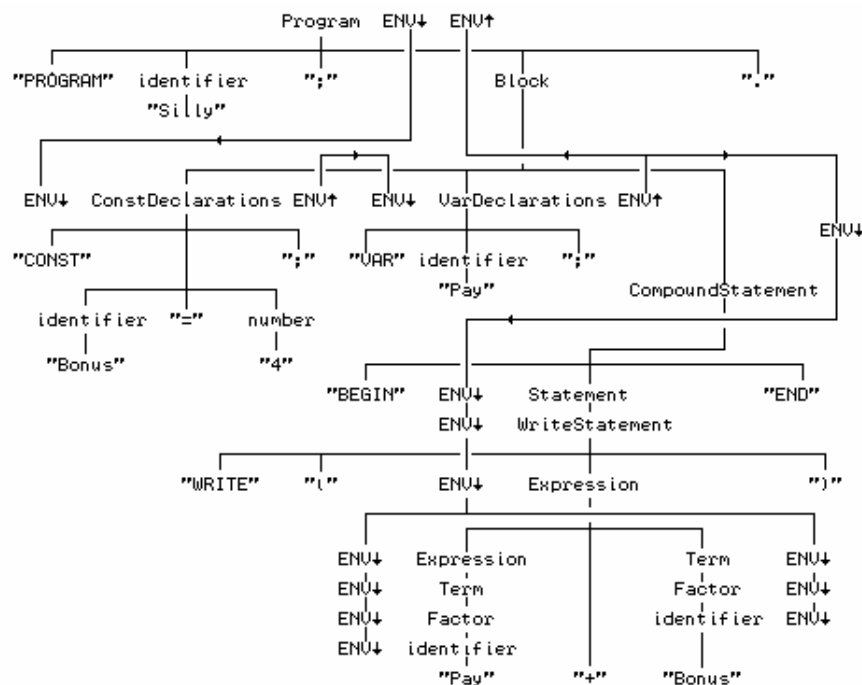 Program ENV↓ ENV↑
"PROGRAM" identifier ";" Block "."
"Silly"
ENV↓ ConstDeclarations ENV↑ ENV↓ VarDeclarations ENV↑
ENV↓
"CONST" ";" "VAR" identifier ";"
"Pay" CompoundStatement
identifier "=" number
"Bonus" "4"
"BEGIN" ENV↓ Statement "END"
ENV↓ WriteStatement
"WRITE" "(" ENV↓ Expression ")"
ENV↓ Expression Term ENV↓
ENV↓ Term Factor ENV↓
ENV↓ Factor identifier ENV↓
ENV↓ identifier
"Pay" "+" "Bonus"